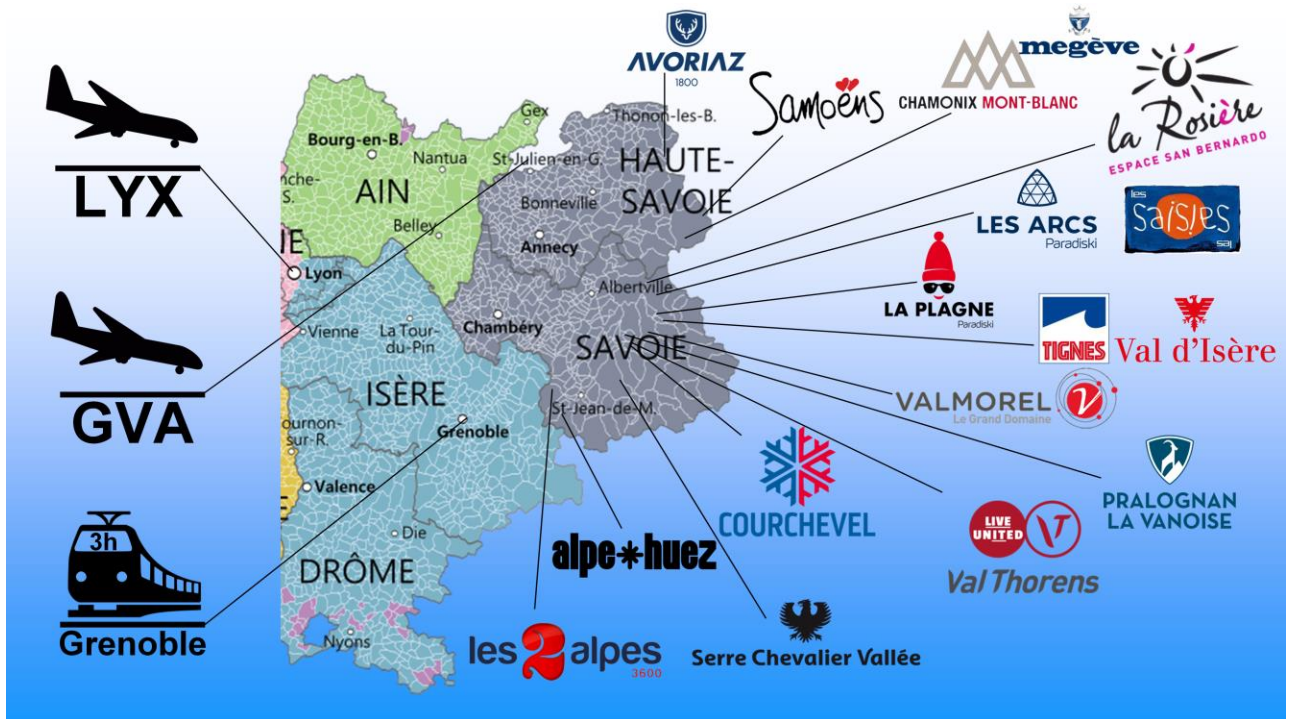 LYX
GVA
3h
Grenoble
AVORIAZ
1800
Samoëns
CHAMONIX MONT-BLANC
megève
la Rosière
ESPACE SAN BERNARDO
LES ARCS
Paradiski
les
saisies
LA PLAGNE
Paradiski
TIGNES
Val d'Isère
VALMOREL
Le Grand Domaine
PRALOGNAN
LA VANOISE
LIVE
UNITED
Val Thorens
COURCHEVEL
alpe huez
les 2 alpes
3600
Serre Chevalier Vallée
Gex
Thonon-les-B.
Bourg-en-B.
Nantua
St-Julien-en-G.
HAUTE-
SAVOIE
AIN
Bonneville
Belley
Annecy
Lyon
Albertville
Vienne
La Tour-
du-Pin
Chambéry
SAVOIE
ISÈRE
St-Jean-de-M.
Grenoble
ournon-
sur-R.
Valence
Die
DRÔME
Nyons